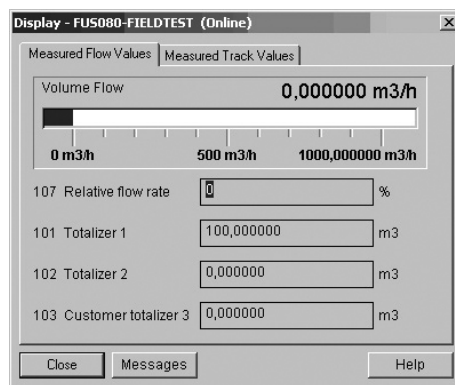 Display - FUS080-FIELDTEST (Online)
Measured Flow Values Measured Track Values
Volume Flow 0,000000 m3/h
0 m3/h 500 m3/h 1000,000000 m3/h
107 Relative flow rate 0 %
101 Totalizer 1 100,000000 m3
102 Totalizer 2 0,000000 m3
103 Customer totalizer 3 0,000000 m3
Close Messages Help